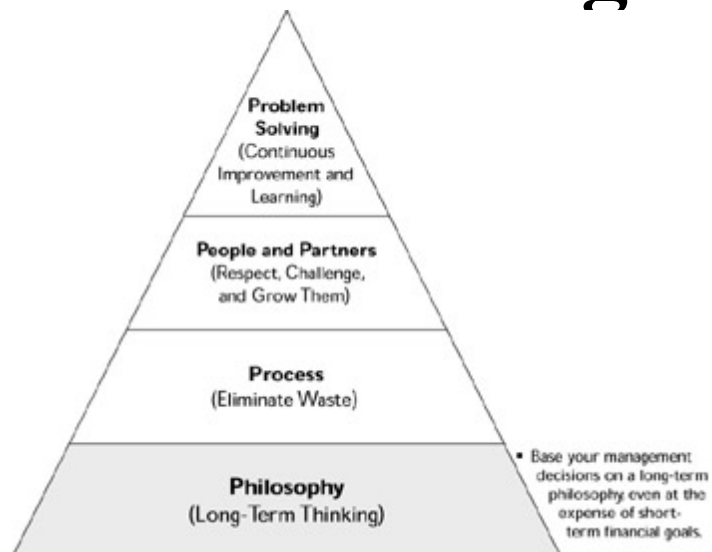 g
Problem
Solving
(Continuous
Improvement and
Learning)
People and Partners
(Respect, Challenge,
and Grow Them)
Process
(Eliminate Waste)
Philosophy
(Long-Term Thinking)
▪ Base your management
decisions on a long-term
philosophy even at the
expense of short-
term financial goals.